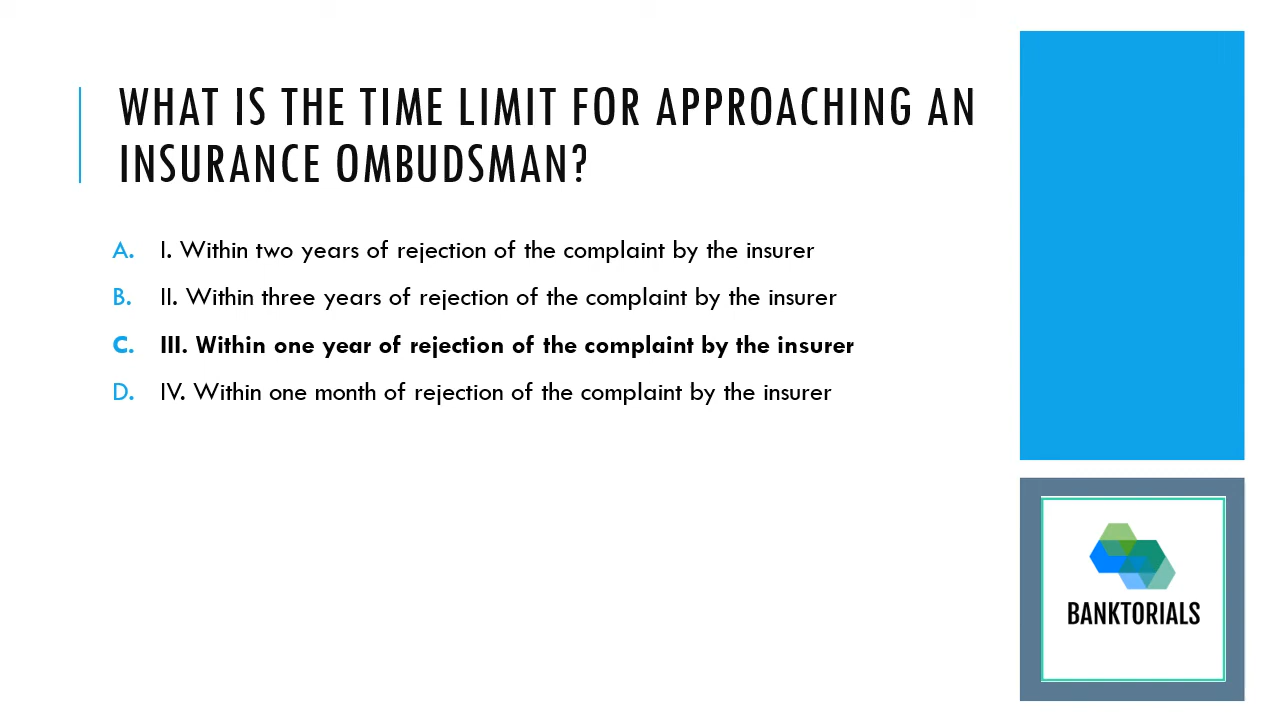 WHAT IS THE TIME LIMIT FOR APPROACHING AN
INSURANCE OMBUDSMAN?
A. I. Within two years of rejection of the complaint by the insurer
B. II. Within three years of rejection of the complaint by the insurer
C. III. Within one year of rejection of the complaint by the insurer
D. IV. Within one month of rejection of the complaint by the insurer
BANKTORIALS